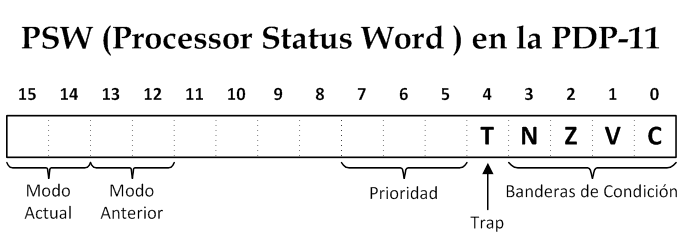 PSW (Processor Status Word ) en la PDP-11
15 14 13 12 11 10 9 8 7 6 5 4 3 2 1 0
T N Z V C
Modo Actual
Modo Anterior
Prioridad
Trap
Banderas de Condición